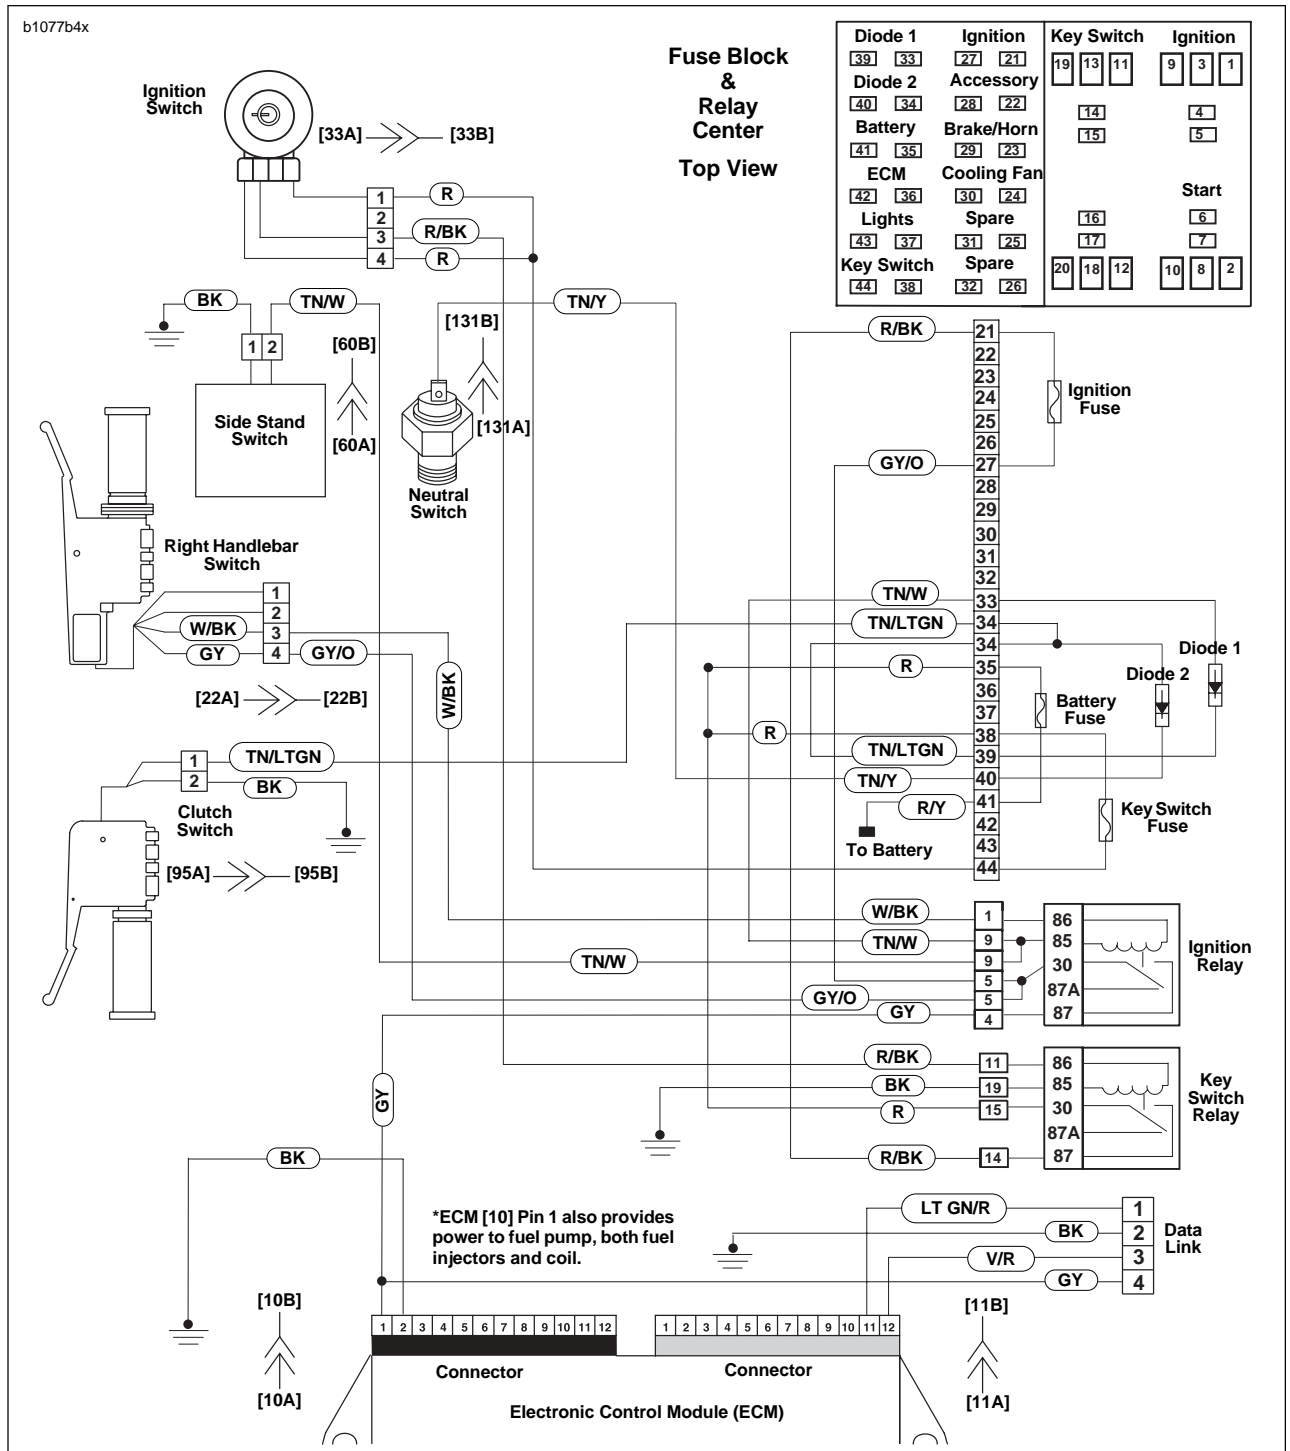 b1077b4x
Fuse Block
&
Relay
Center
Top View
Diode 1 Ignition Key Switch Ignition
39 33 27 21 19 13 11 9 3 1
Diode 2 Accessory
40 34 28 22 14 4
Battery Brake/Horn
41 35 29 23 15 5
ECM Cooling Fan
42 36 30 24
Lights Spare Start
43 37 31 25 16 6
17 7
Key Switch Spare
44 38 32 26 20 18 12 10 8 2
Ignition
Switch
[33A] [33B]
1 R
2
3 R/BK
4 R
BK TN/W
1 2
[60B]
[60A]
Side Stand
Switch
TN/Y
[131B]
[131A]
Neutral
Switch
Right Handlebar
Switch
1
2
W/BK 3
GY 4 GY/O
W/BK
[22A] [22B]
1 TN/LTGN
2 BK
Clutch
Switch
[95A] [95B]
R/BK 21
22
23
24
25
26
GY/O 27
28
29
30
31
32
TN/W 33
TN/LTGN 34
34
R 35
36
37
R 38
TN/LTGN 39
TN/Y 40
R/Y 41
42
43
44
To Battery
Ignition
Fuse
Diode 1
Diode 2
Battery
Fuse
Key Switch
Fuse
W/BK 1 86
TN/W 9 85
TN/W 9 30
5 87A
GY/O 5
GY 4 87
Ignition
Relay
R/BK 11 86
BK 19 85
R 15 30
87A
R/BK 14 87
Key
Switch
Relay
GY
BK
*ECM [10] Pin 1 also provides
power to fuel pump, both fuel
injectors and coil.
LT GN/R 1
BK 2
V/R 3
GY 4
Data
Link
[10B]
[10A]
[11B]
[11A]
1 2 3 4 5 6 7 8 9 10 11 12
1 2 3 4 5 6 7 8 9 10 11 12
Connector
Connector
Electronic Control Module (ECM)